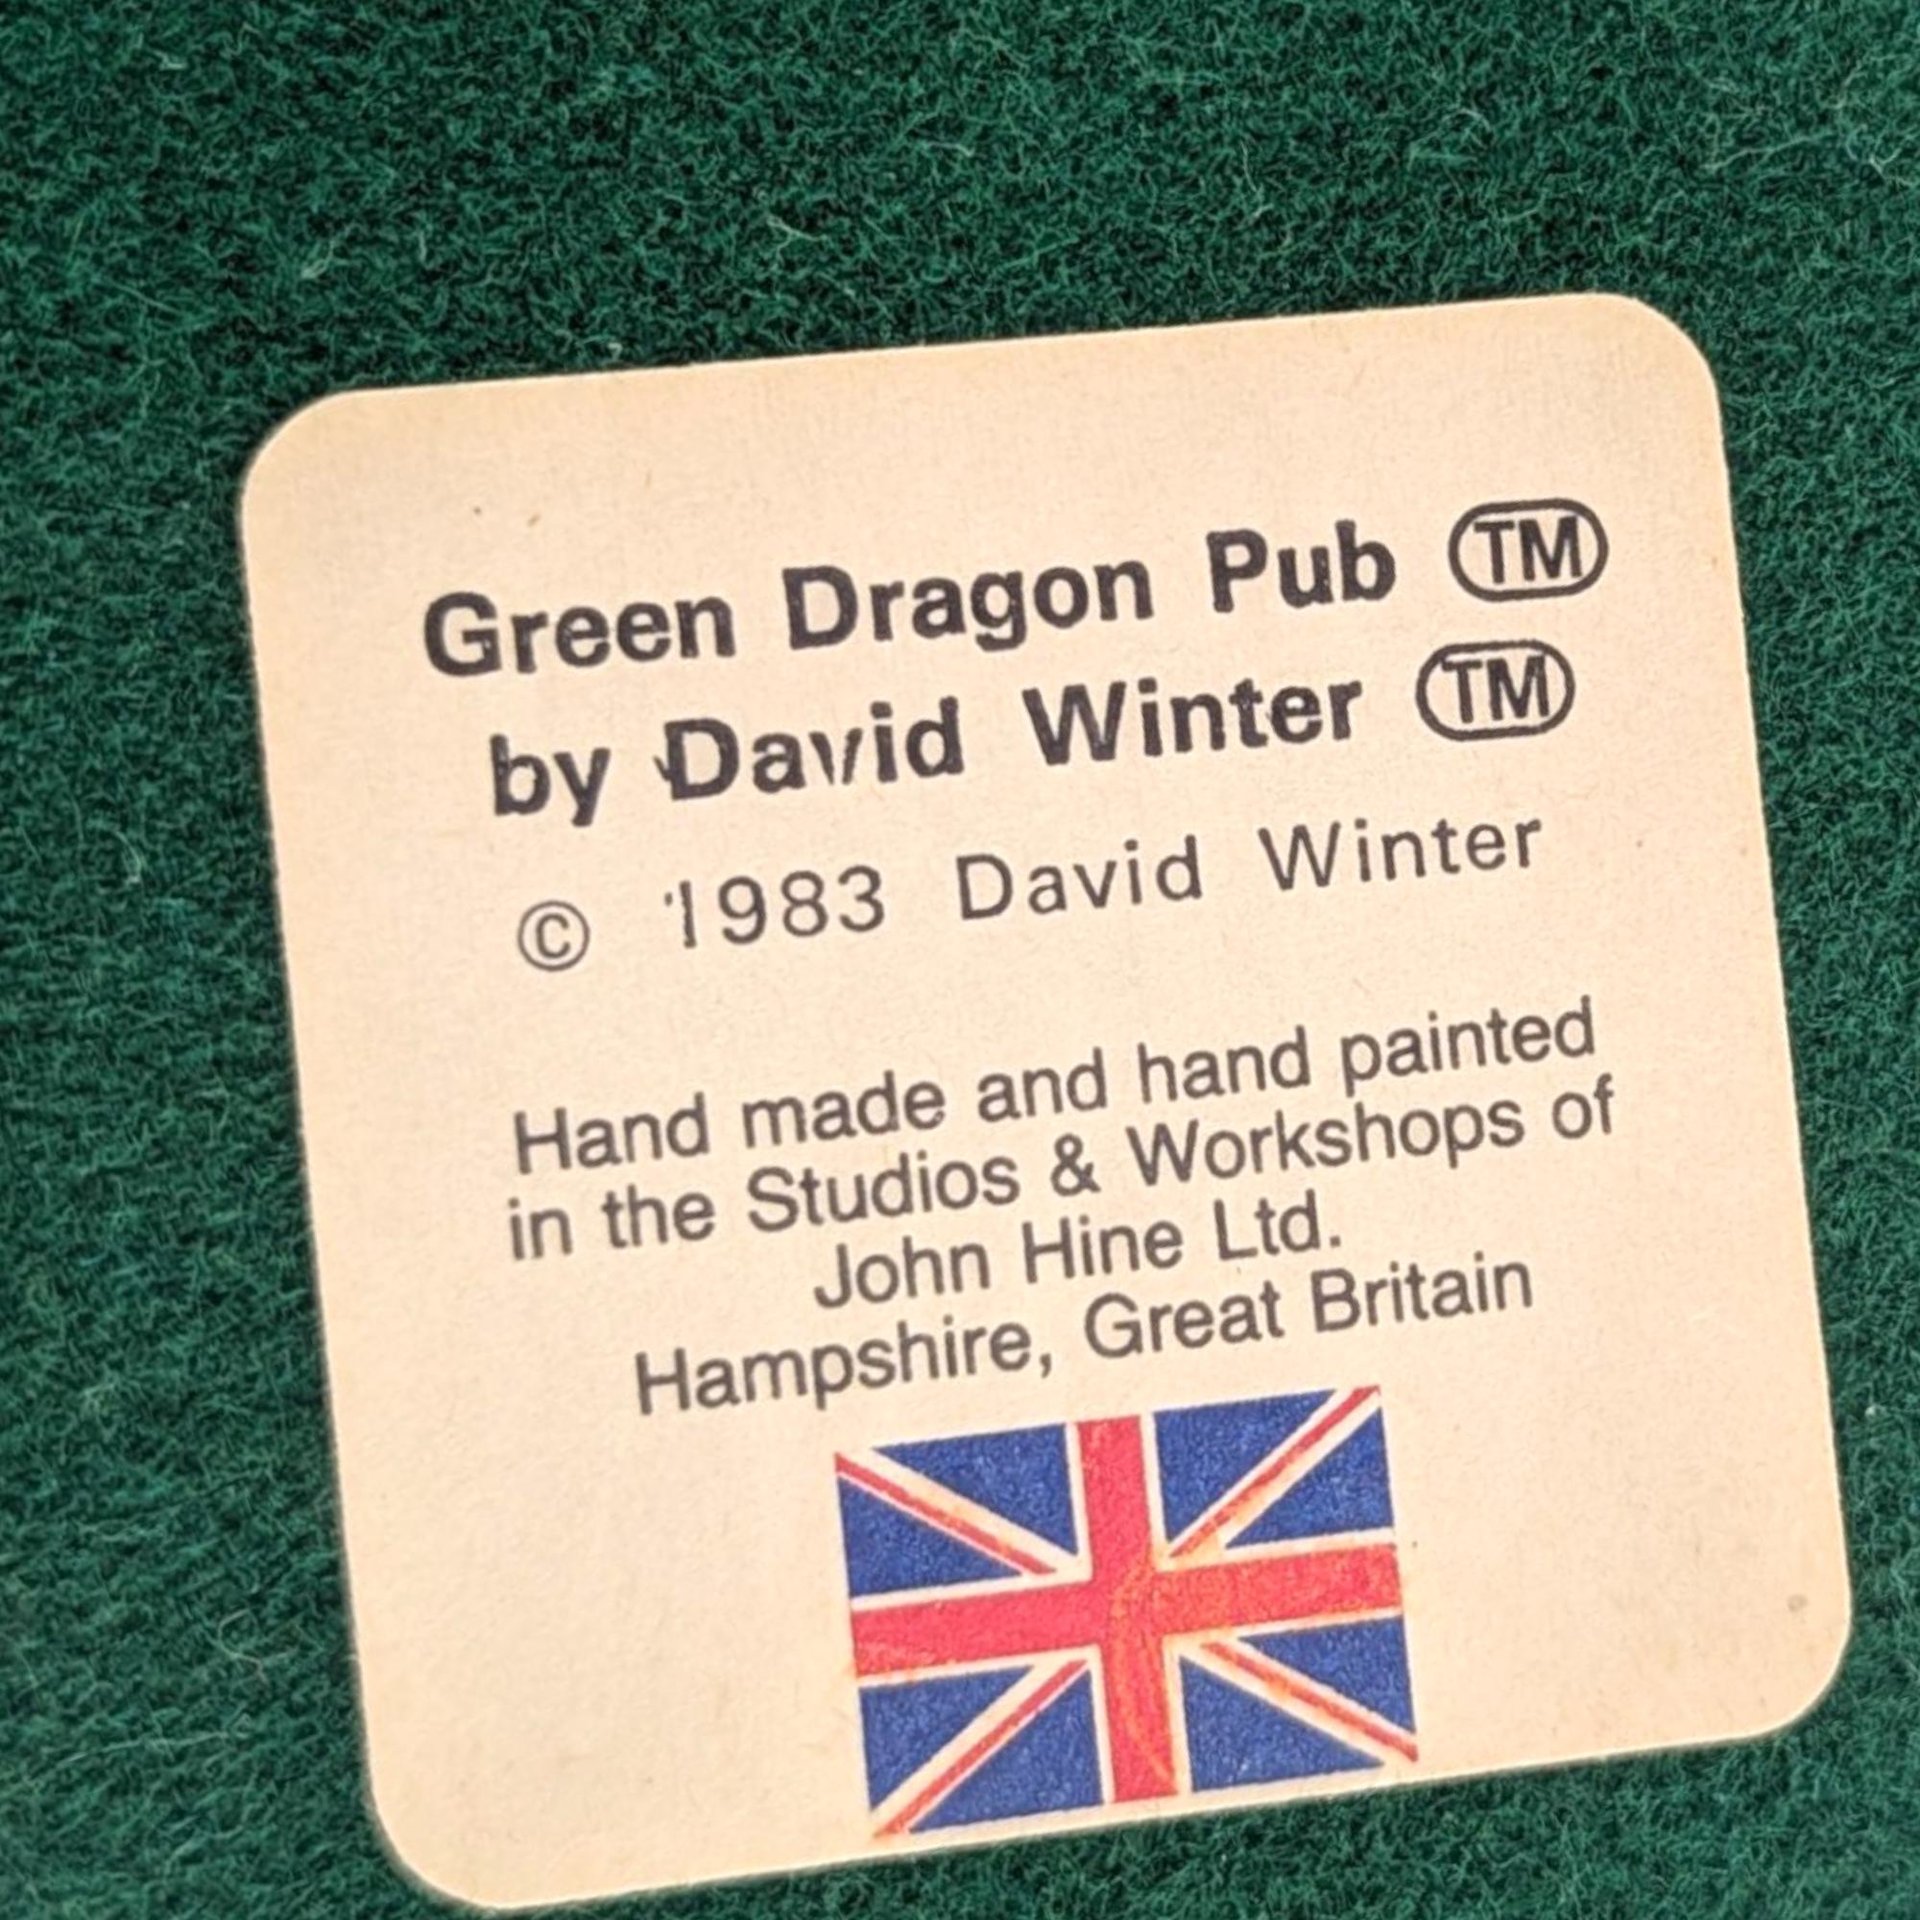 Green Dragon Pub ™
by David Winter ™
© 1983 David Winter
Hand made and hand painted
in the Studios & Workshops of
John Hine Ltd.
Hampshire, Great Britain